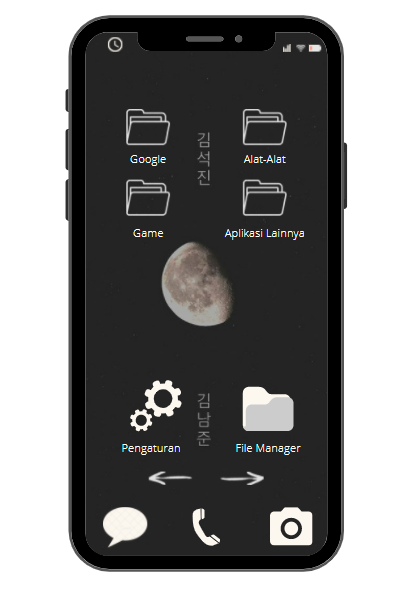 Google
Alat-Alat
김석진
Game
Aplikasi Lainnya
김남준
Pengaturan
File Manager